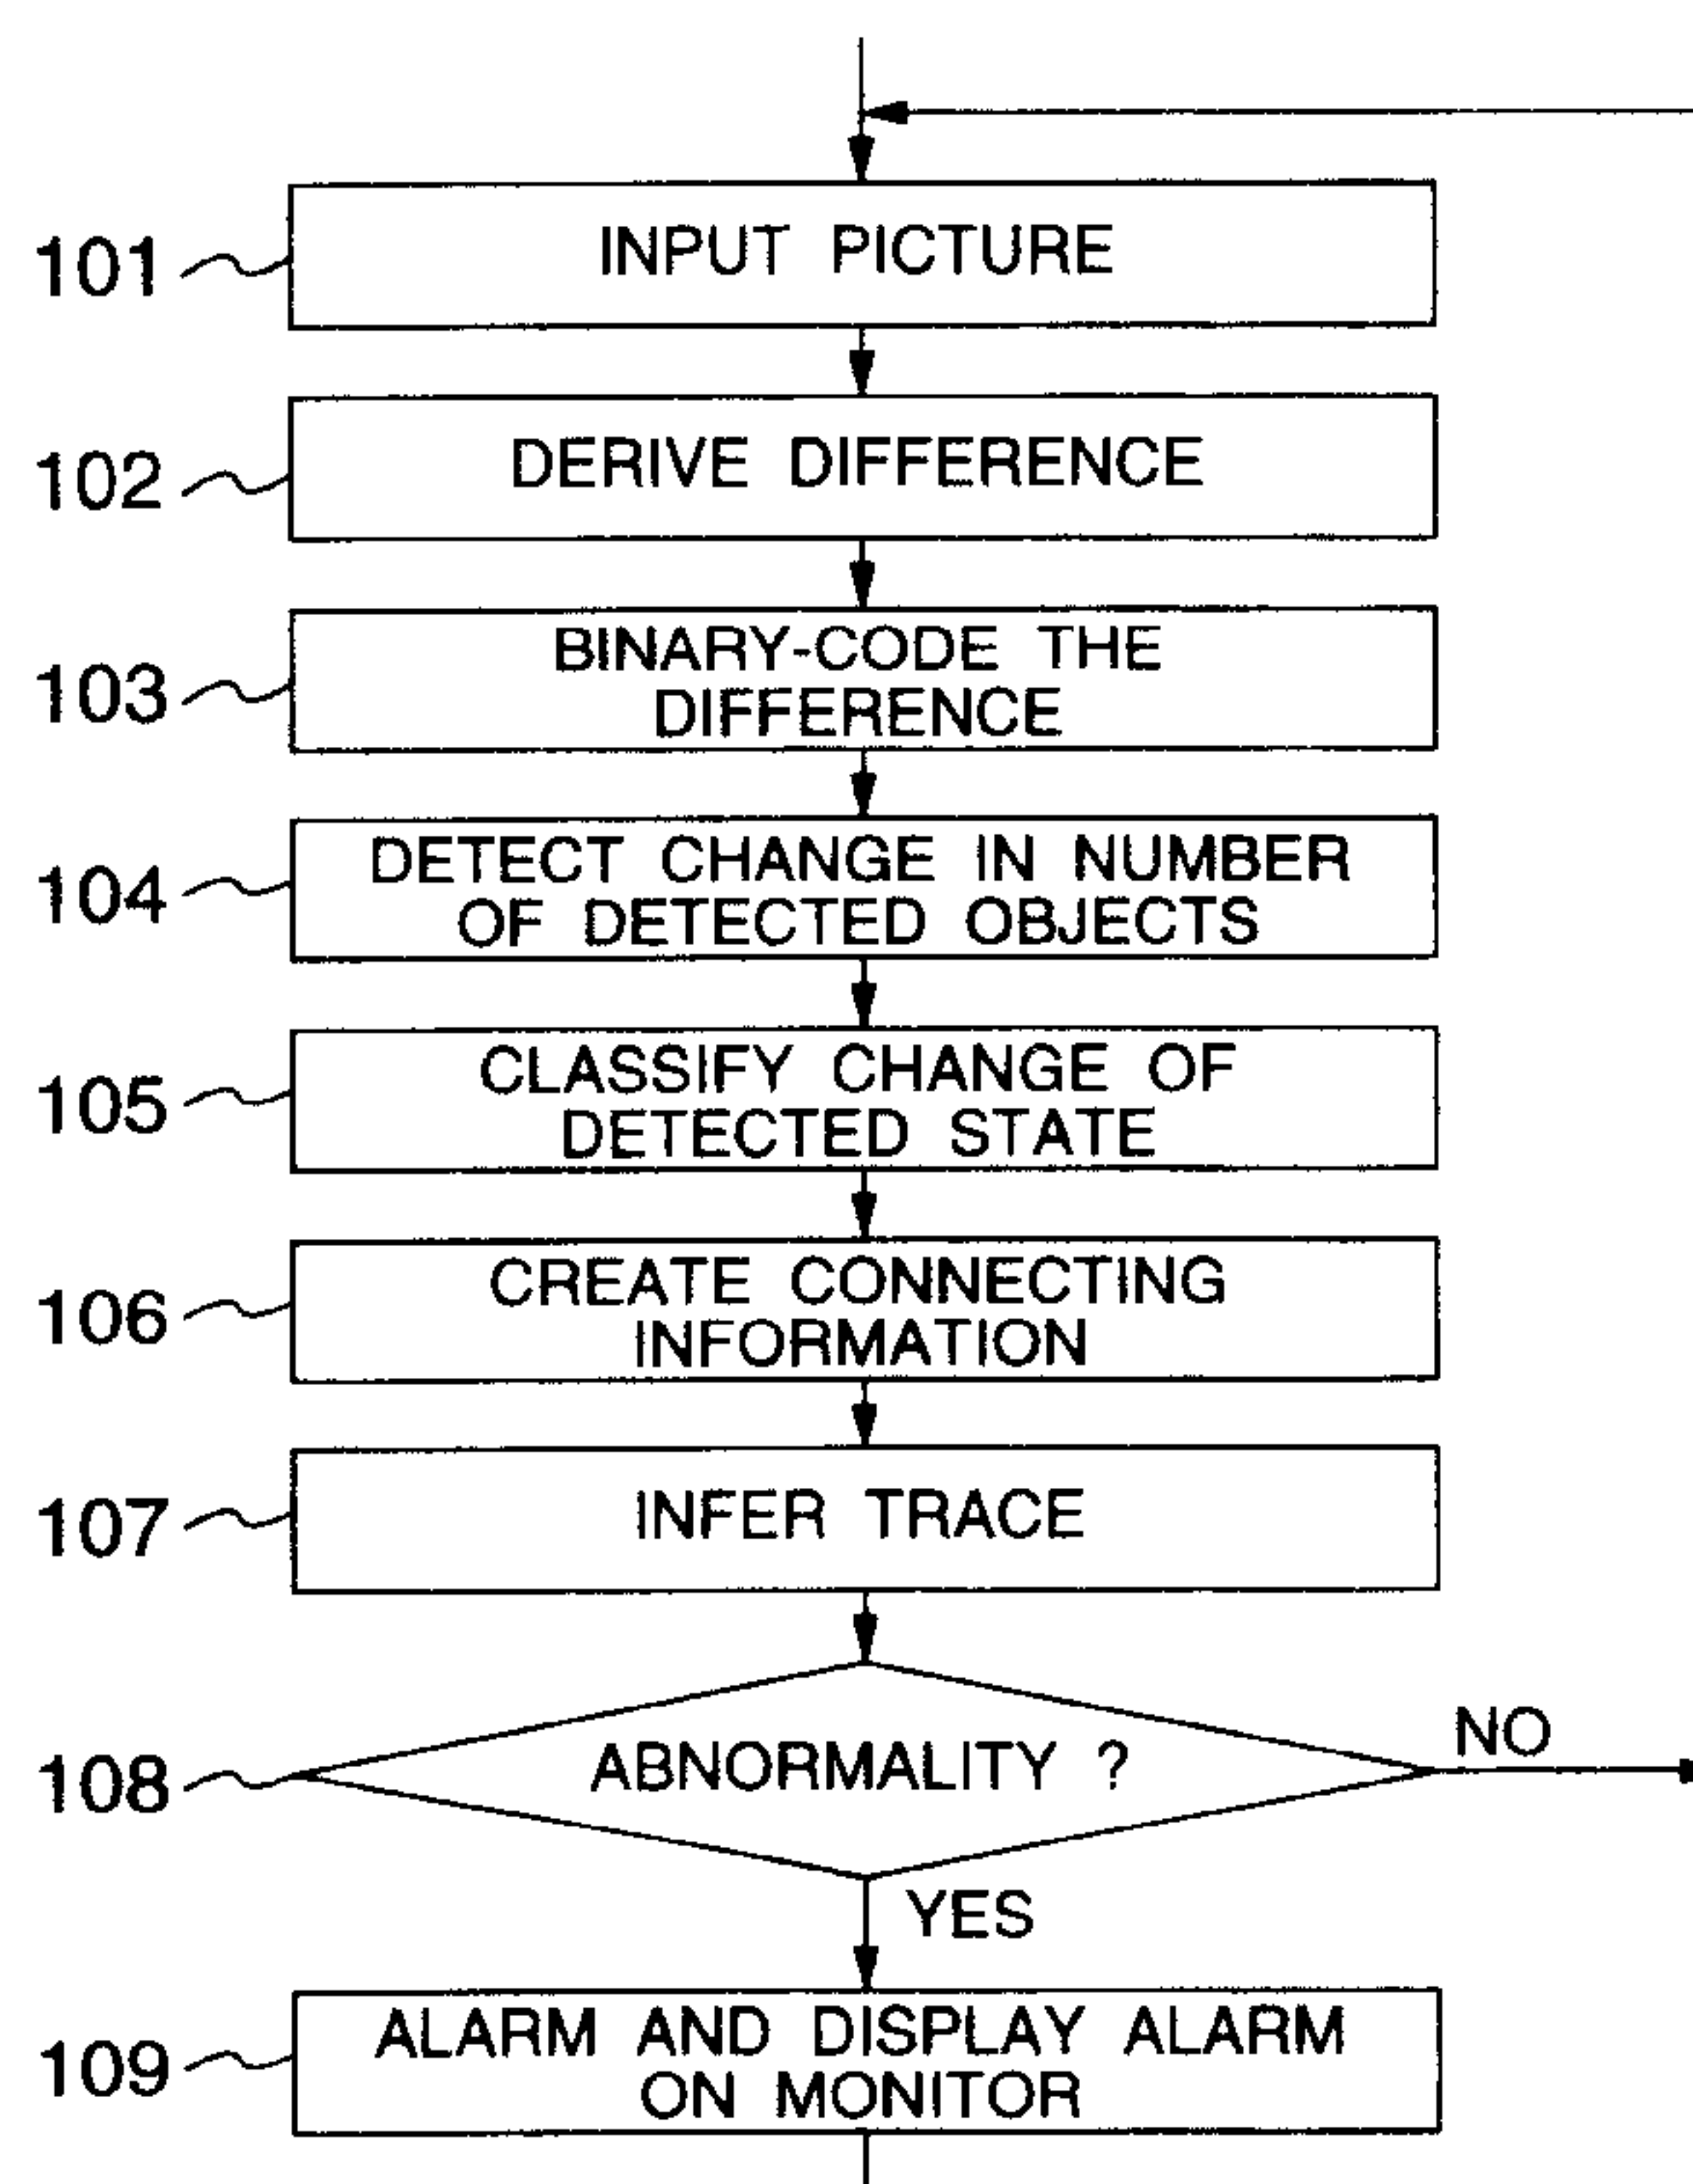 101
INPUT PICTURE
102
DERIVE DIFFERENCE
103
BINARY-CODE THE
DIFFERENCE
104
DETECT CHANGE IN NUMBER
OF DETECTED OBJECTS
105
CLASSIFY CHANGE OF
DETECTED STATE
106
CREATE CONNECTING
INFORMATION
107
INFER TRACE
108
ABNORMALITY ?
NO
YES
109
ALARM AND DISPLAY ALARM
ON MONITOR